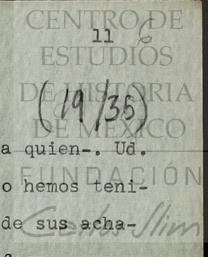 CENTRO DE
11 6
ESTUDIOS
DE HISTORIA
(19/35)
DE MÉXICO
a quien-. Ud.
FUNDACIÓN
o hemos teni-
Carlos Slim
de sus acha-